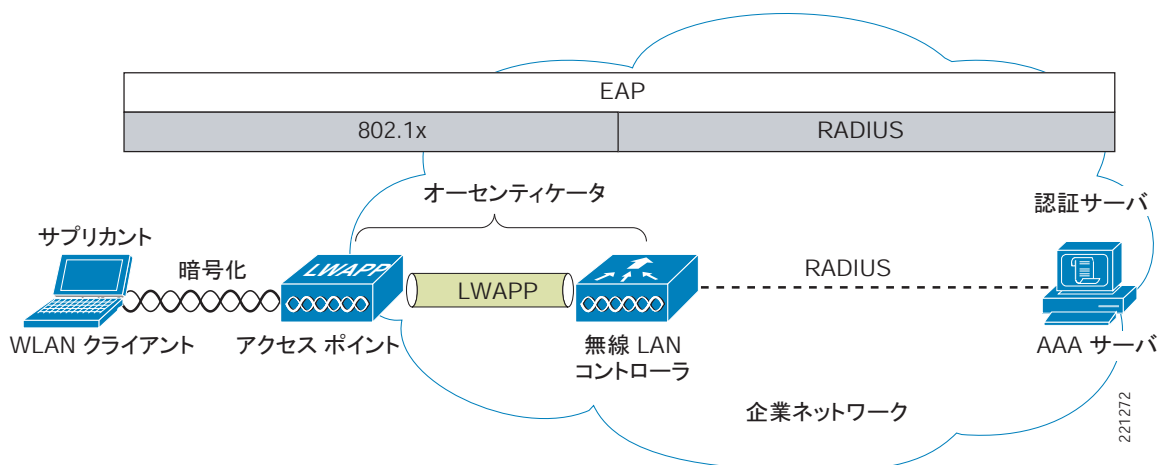 EAP
802.1x
RADIUS
オーセンティケータ
認証サーバ
サプリカント
暗号化
LWAPP
LWAPP
RADIUS
WLAN クライアント
アクセス ポイント
無線 LAN
コントローラ
AAA サーバ
企業ネットワーク
221272